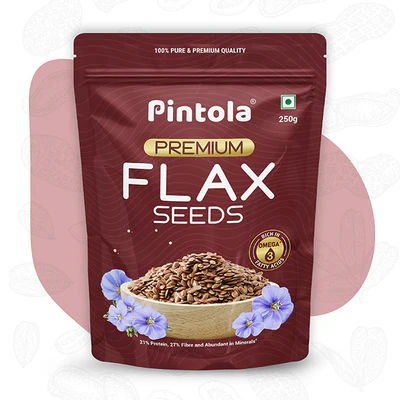 100% PURE & PREMIUM QUALITY
Pintola®
250g
PREMIUM
FLAX
SEEDS
RICH IN
OMEGA
3
FATTY ACIDS
31% Protein, 27% Fibre and Abundant in Minerals*